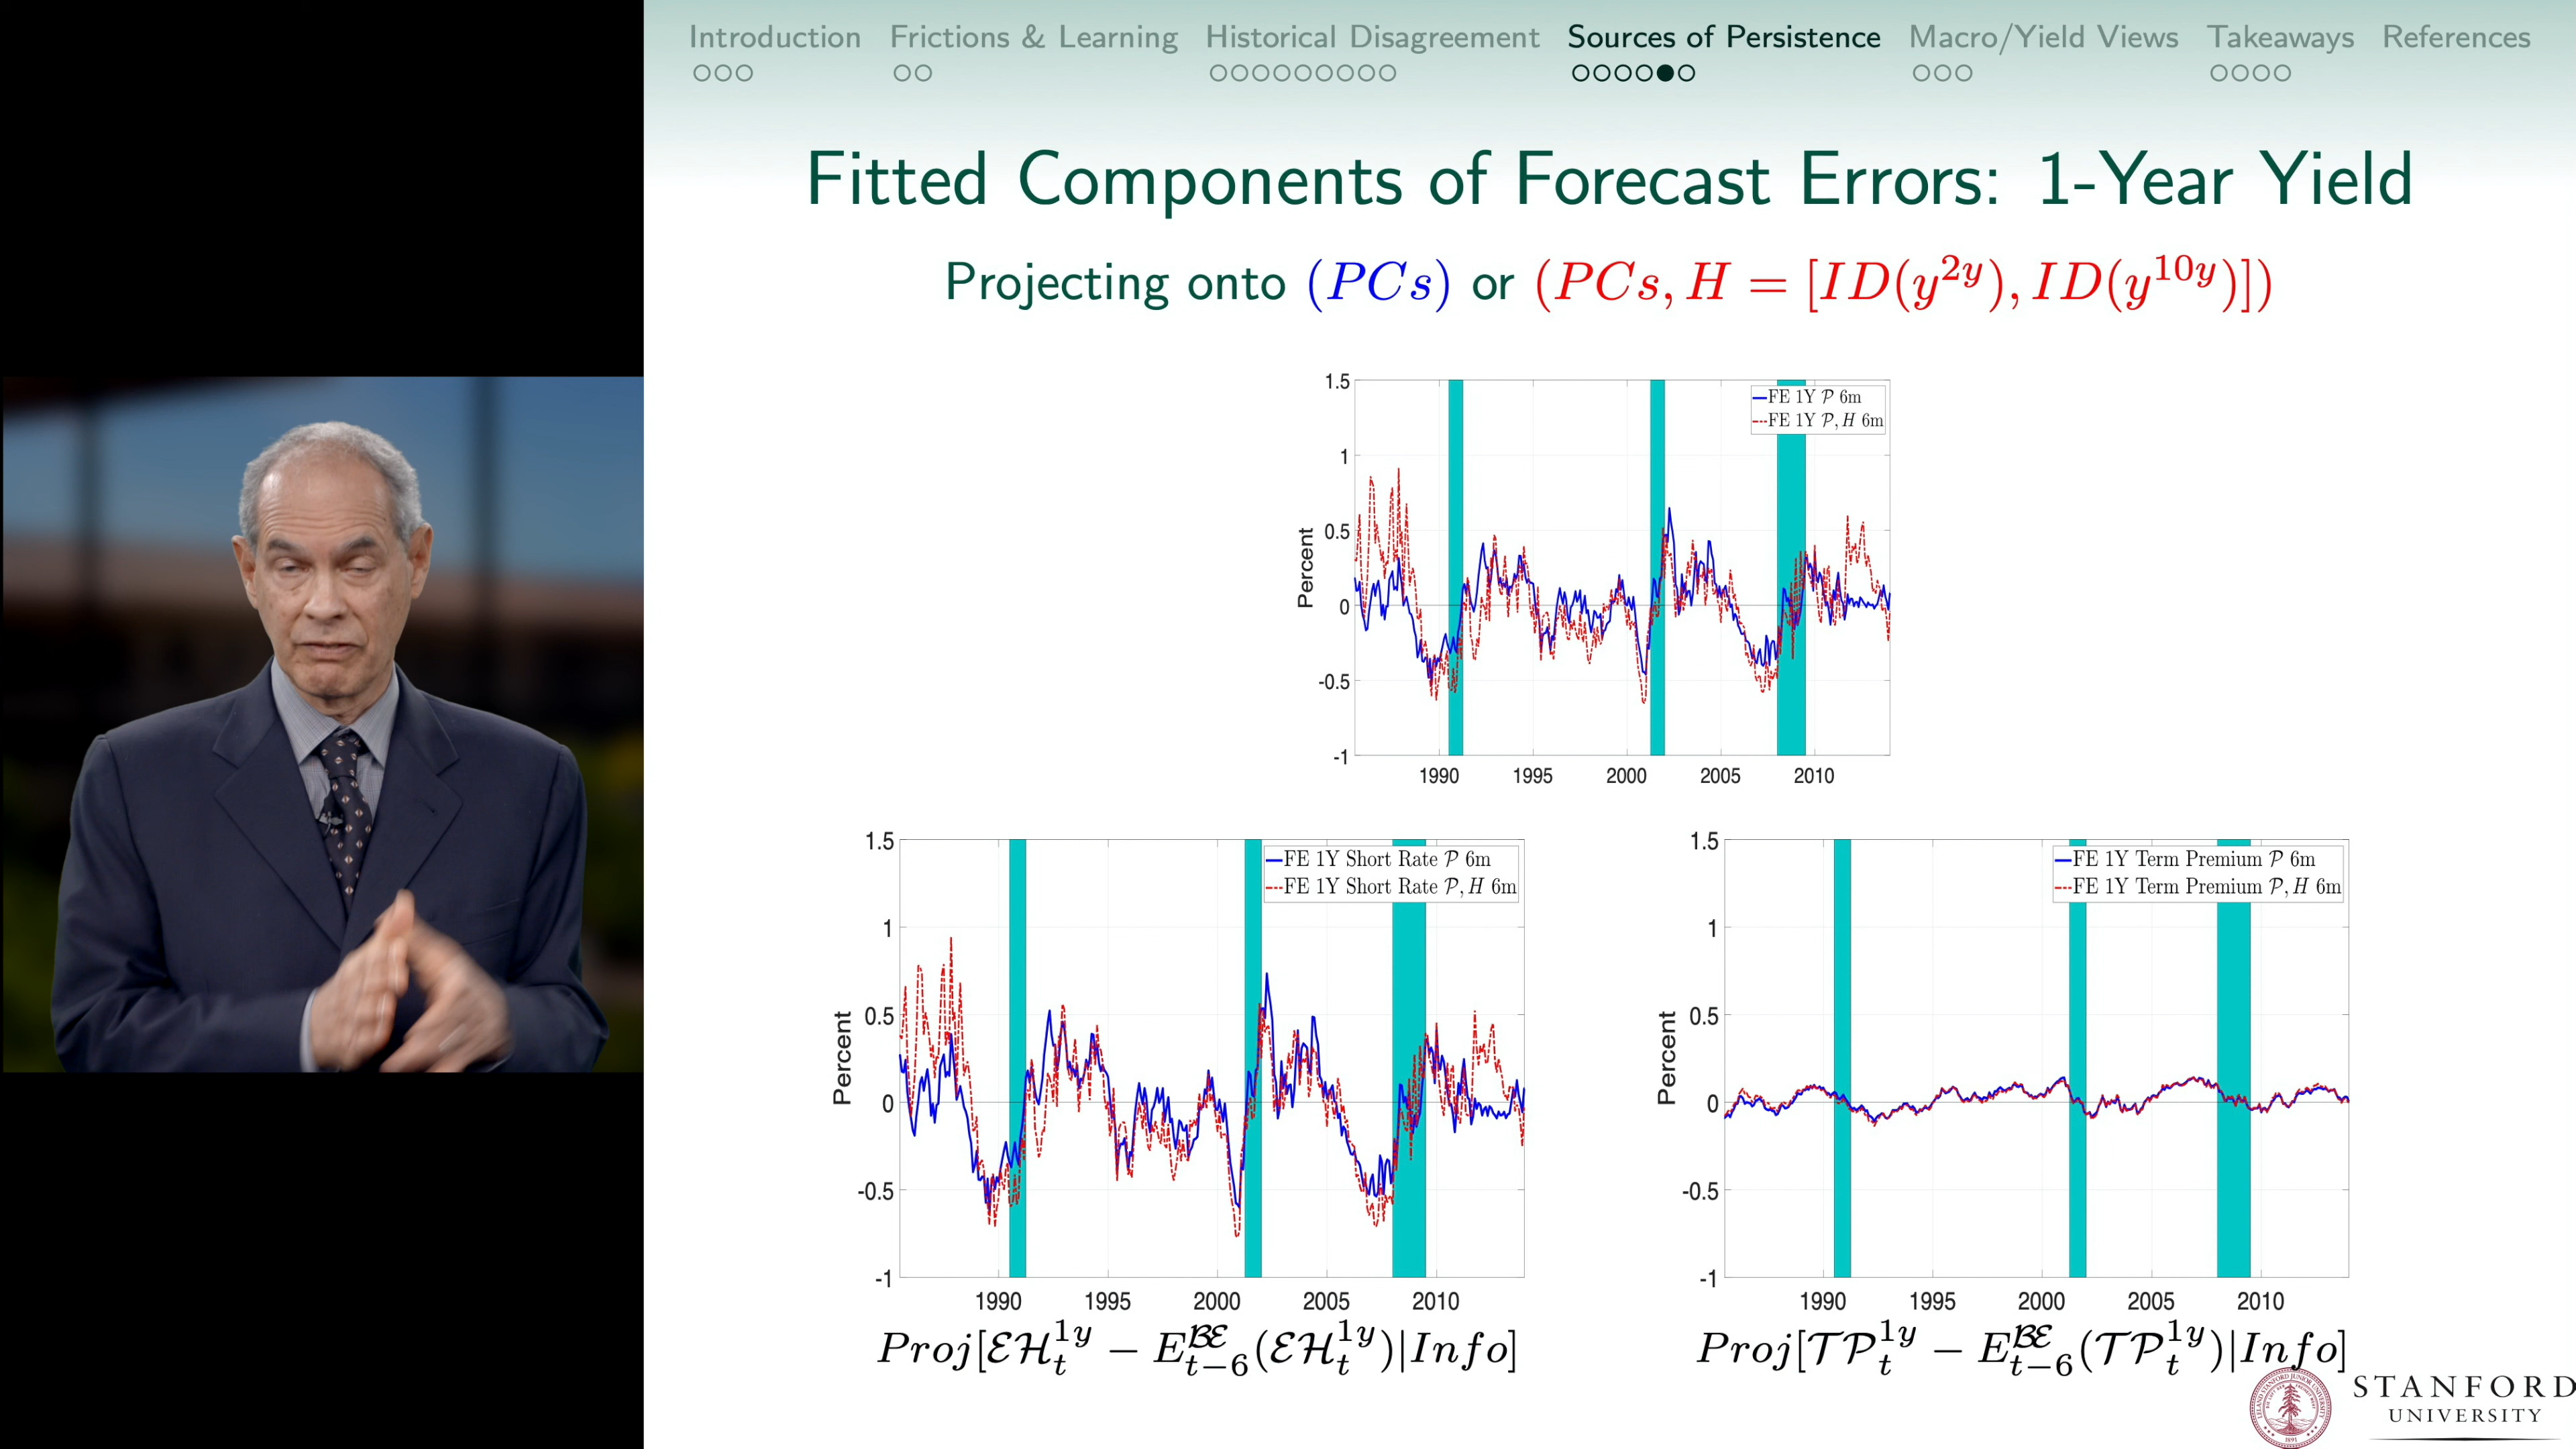 Introduction Frictions & Learning Historical Disagreement Sources of Persistence Macro/Yield Views Takeaways References
Fitted Components of Forecast Errors: 1-Year Yield
Projecting onto (PCs) or (PCs, H = [ID(y^{2y}), ID(y^{10y})])
1.5
1
0.5
0
-0.5
-1
Percent
FE 1Y 𝒫 6m
FE 1Y 𝒫, H 6m
1990 1995 2000 2005 2010
1.5
1
0.5
0
-0.5
-1
Percent
FE 1Y Short Rate 𝒫 6m
FE 1Y Short Rate 𝒫, H 6m
1990 1995 2000 2005 2010
Proj[ℰℋ_t^{1y} − E_{t−6}^{ℬℰ}(ℰℋ_t^{1y})|Info]
1.5
1
0.5
0
-0.5
-1
Percent
FE 1Y Term Premium 𝒫 6m
FE 1Y Term Premium 𝒫, H 6m
1990 1995 2000 2005 2010
Proj[𝒯𝒫_t^{1y} − E_{t−6}^{ℬℰ}(𝒯𝒫_t^{1y})|Info]
STANFORD
UNIVERSITY